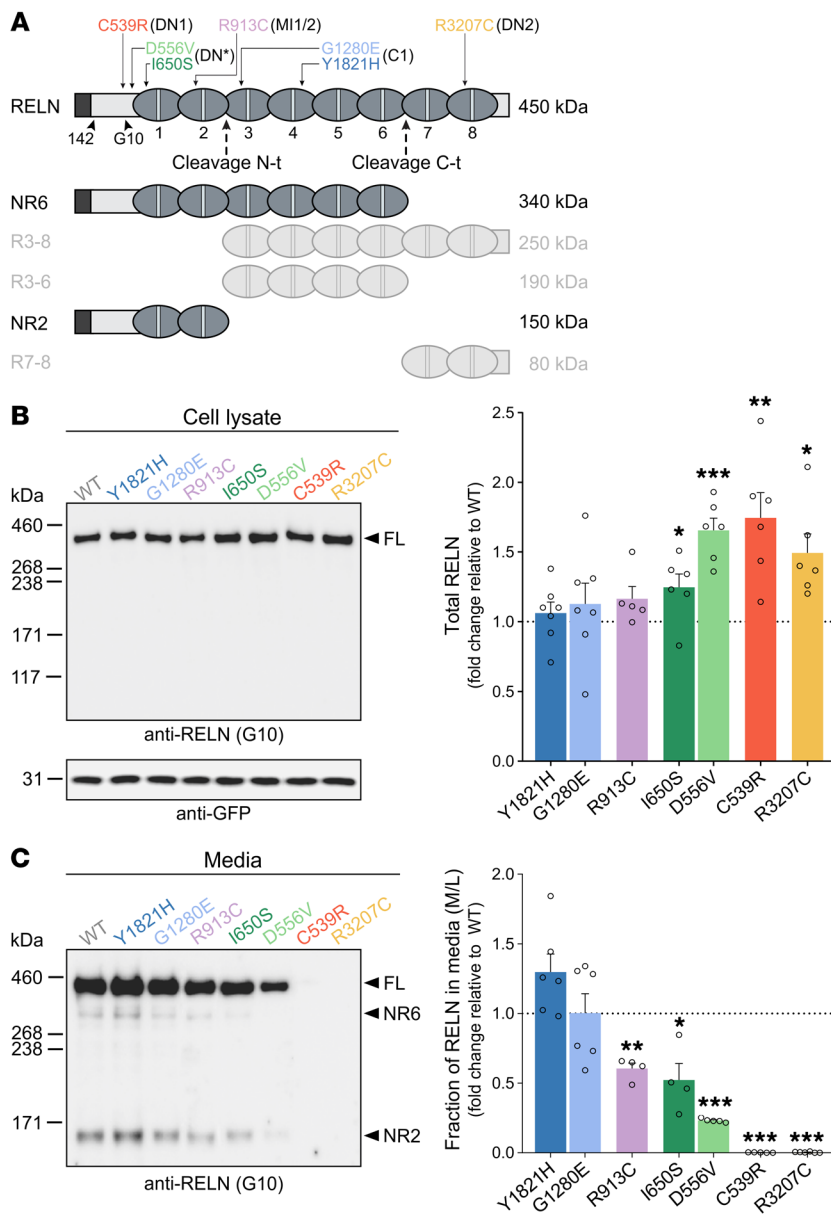 A
C539R(DN1)
R913C(MI1/2)
R3207C(DN2)
D556V
I650S
(DN*)
G1280E
Y1821H
(C1)
RELN
450 kDa
142
G10
1
2
3
4
5
6
7
8
Cleavage N-t
Cleavage C-t
NR6
340 kDa
R3-8
250 kDa
R3-6
190 kDa
NR2
150 kDa
R7-8
80 kDa
B
Cell lysate
kDa
WT
Y1821H
G1280E
R913C
I650S
D556V
C539R
R3207C
460
268
238
171
117
FL
anti-RELN (G10)
31
anti-GFP
Total RELN
(fold change relative to WT)
2.5
2.0
1.5
1.0
0.5
0.0
*
***
**
*
Y1821H
G1280E
R913C
I650S
D556V
C539R
R3207C
C
Media
kDa
WT
Y1821H
G1280E
R913C
I650S
D556V
C539R
R3207C
460
268
238
171
FL
NR6
NR2
anti-RELN (G10)
Fraction of RELN in media (M/L)
(fold change relative to WT)
2.0
1.5
1.0
0.5
0.0
**
*
***
***
***
Y1821H
G1280E
R913C
I650S
D556V
C539R
R3207C